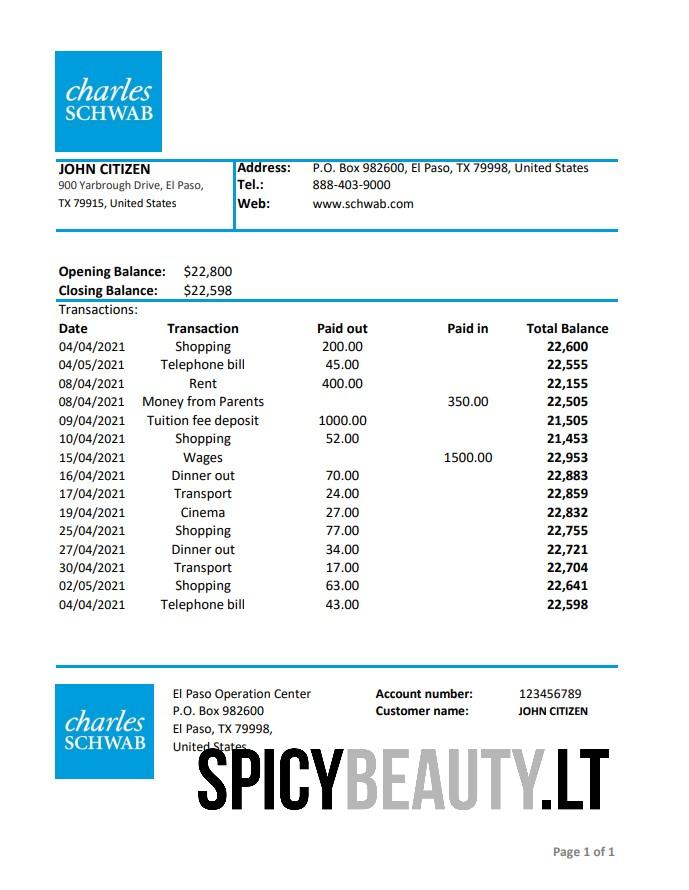 charles
SCHWAB
JOHN CITIZEN
900 Yarbrough Drive, El Paso,
TX 79915, United States
Address: P.O. Box 982600, El Paso, TX 79998, United States
Tel.: 888-403-9000
Web: www.schwab.com
Opening Balance: $22,800
Closing Balance: $22,598
Transactions:
Date Transaction Paid out Paid in Total Balance
04/04/2021 Shopping 200.00 22,600
04/05/2021 Telephone bill 45.00 22,555
08/04/2021 Rent 400.00 22,155
08/04/2021 Money from Parents 350.00 22,505
09/04/2021 Tuition fee deposit 1000.00 21,505
10/04/2021 Shopping 52.00 21,453
15/04/2021 Wages 1500.00 22,953
16/04/2021 Dinner out 70.00 22,883
17/04/2021 Transport 24.00 22,859
19/04/2021 Cinema 27.00 22,832
25/04/2021 Shopping 77.00 22,755
27/04/2021 Dinner out 34.00 22,721
30/04/2021 Transport 17.00 22,704
02/05/2021 Shopping 63.00 22,641
04/04/2021 Telephone bill 43.00 22,598
charles
SCHWAB
El Paso Operation Center
P.O. Box 982600
El Paso, TX 79998,
United States
Account number: 123456789
Customer name: JOHN CITIZEN
SPICYBEAUTY.LT
Page 1 of 1